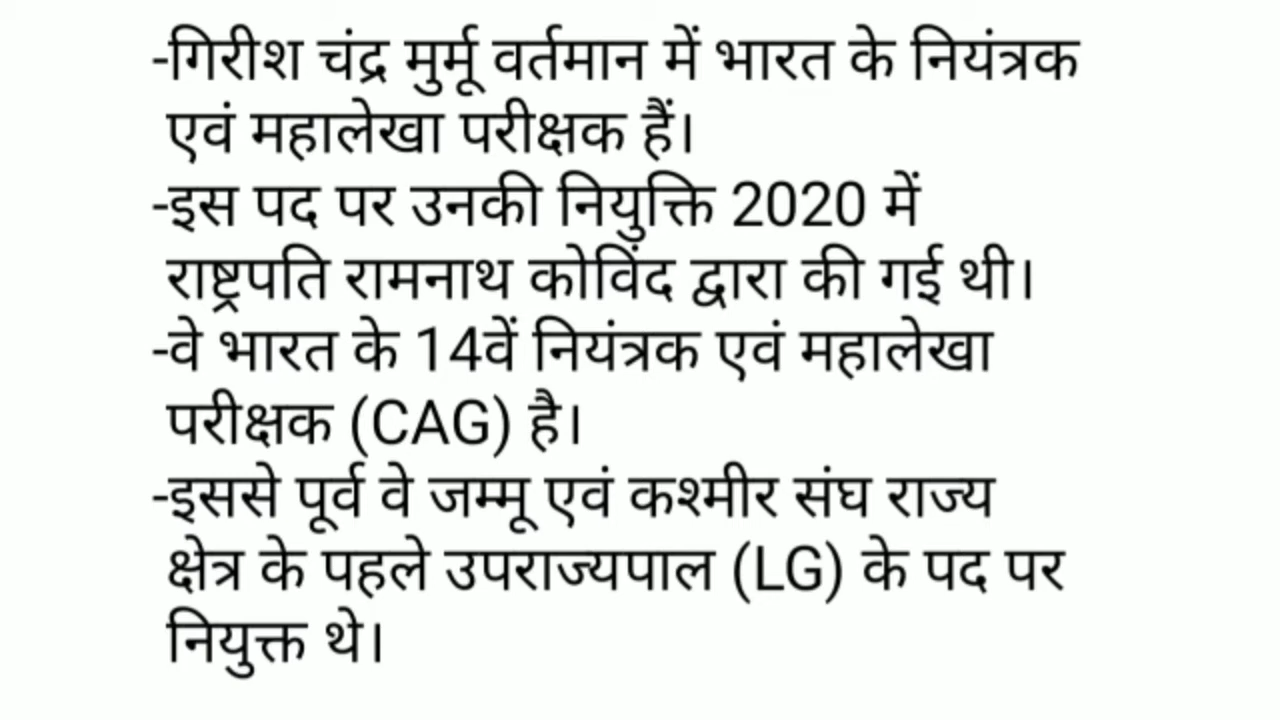 -गिरीश चंद्र मुर्मू वर्तमान में भारत के नियंत्रक
एवं महालेखा परीक्षक हैं।
-इस पद पर उनकी नियुक्ति 2020 में
राष्ट्रपति रामनाथ कोविंद द्वारा की गई थी।
-वे भारत के 14वें नियंत्रक एवं महालेखा
परीक्षक (CAG) है।
-इससे पूर्व वे जम्मू एवं कश्मीर संघ राज्य
क्षेत्र के पहले उपराज्यपाल (LG) के पद पर
नियुक्त थे।